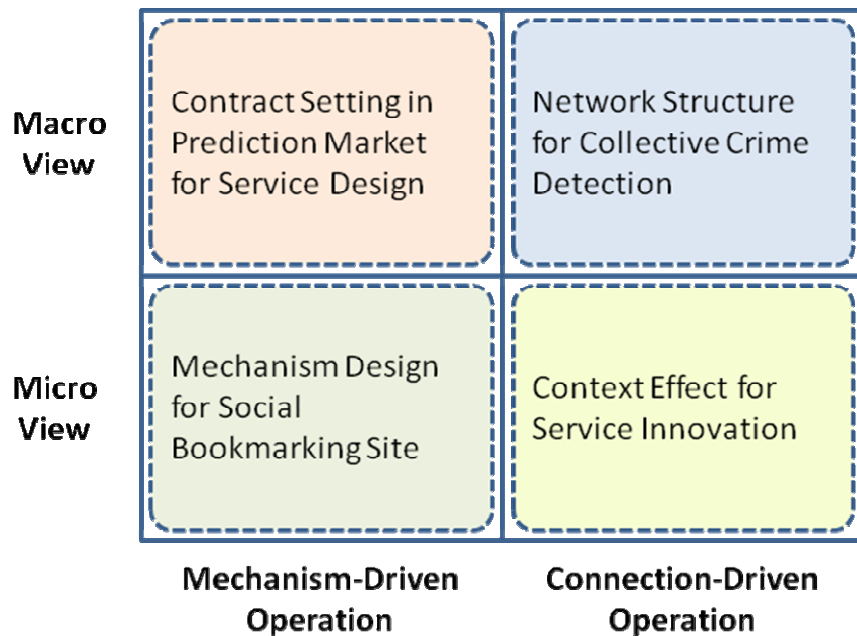 Macro
View
Contract Setting in
Prediction Market
for Service Design
Network Structure
for Collective Crime
Detection
Micro
View
Mechanism Design
for Social
Bookmarking Site
Context Effect for
Service Innovation
Mechanism-Driven
Operation
Connection-Driven
Operation